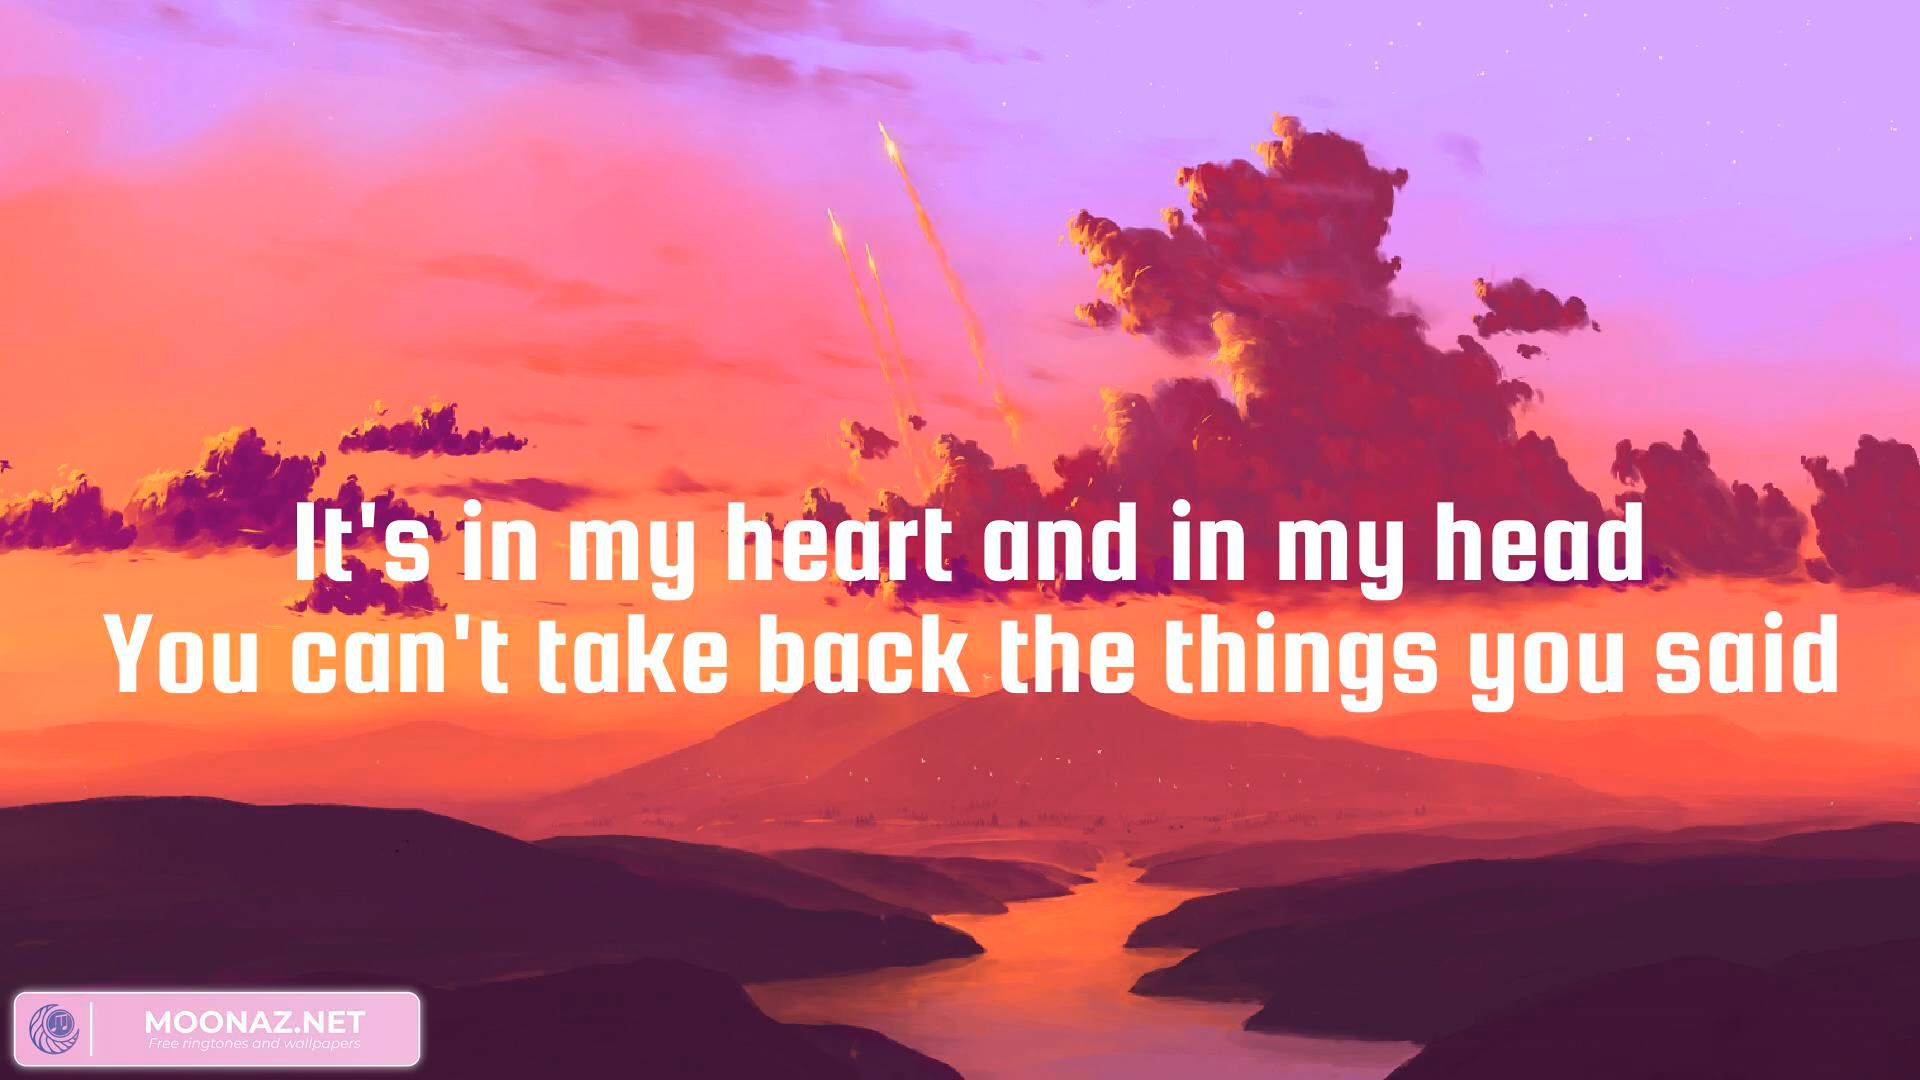 It's in my heart and in my head
You can't take back the things you said
MOONAZ.NET
Free ringtones and wallpapers